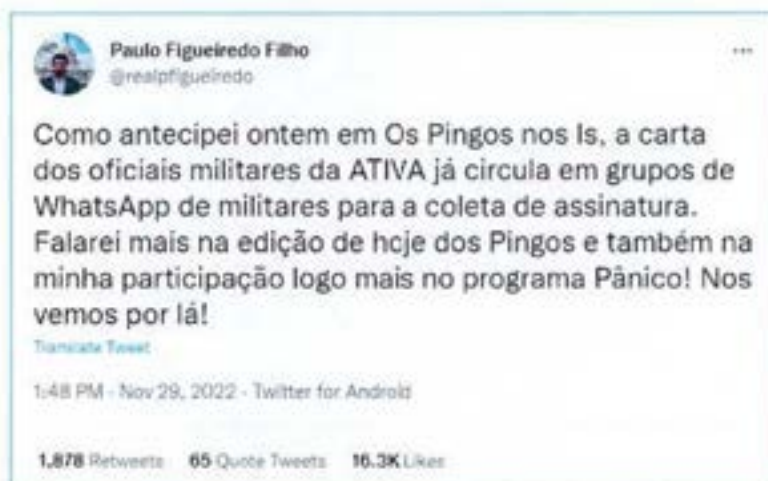 Paulo Figueiredo Filho
@realpfigueiredo
Como antecipei ontem em Os Pingos nos Is, a carta
dos oficiais militares da ATIVA já circula em grupos de
WhatsApp de militares para a coleta de assinatura.
Falarei mais na edição de hoje dos Pingos e também na
minha participação logo mais no programa Pânico! Nos
vemos por lá!
Translate Tweet
1:48 PM · Nov 29, 2022 · Twitter for Android
1,878 Retweets 65 Quote Tweets 16.3K Likes